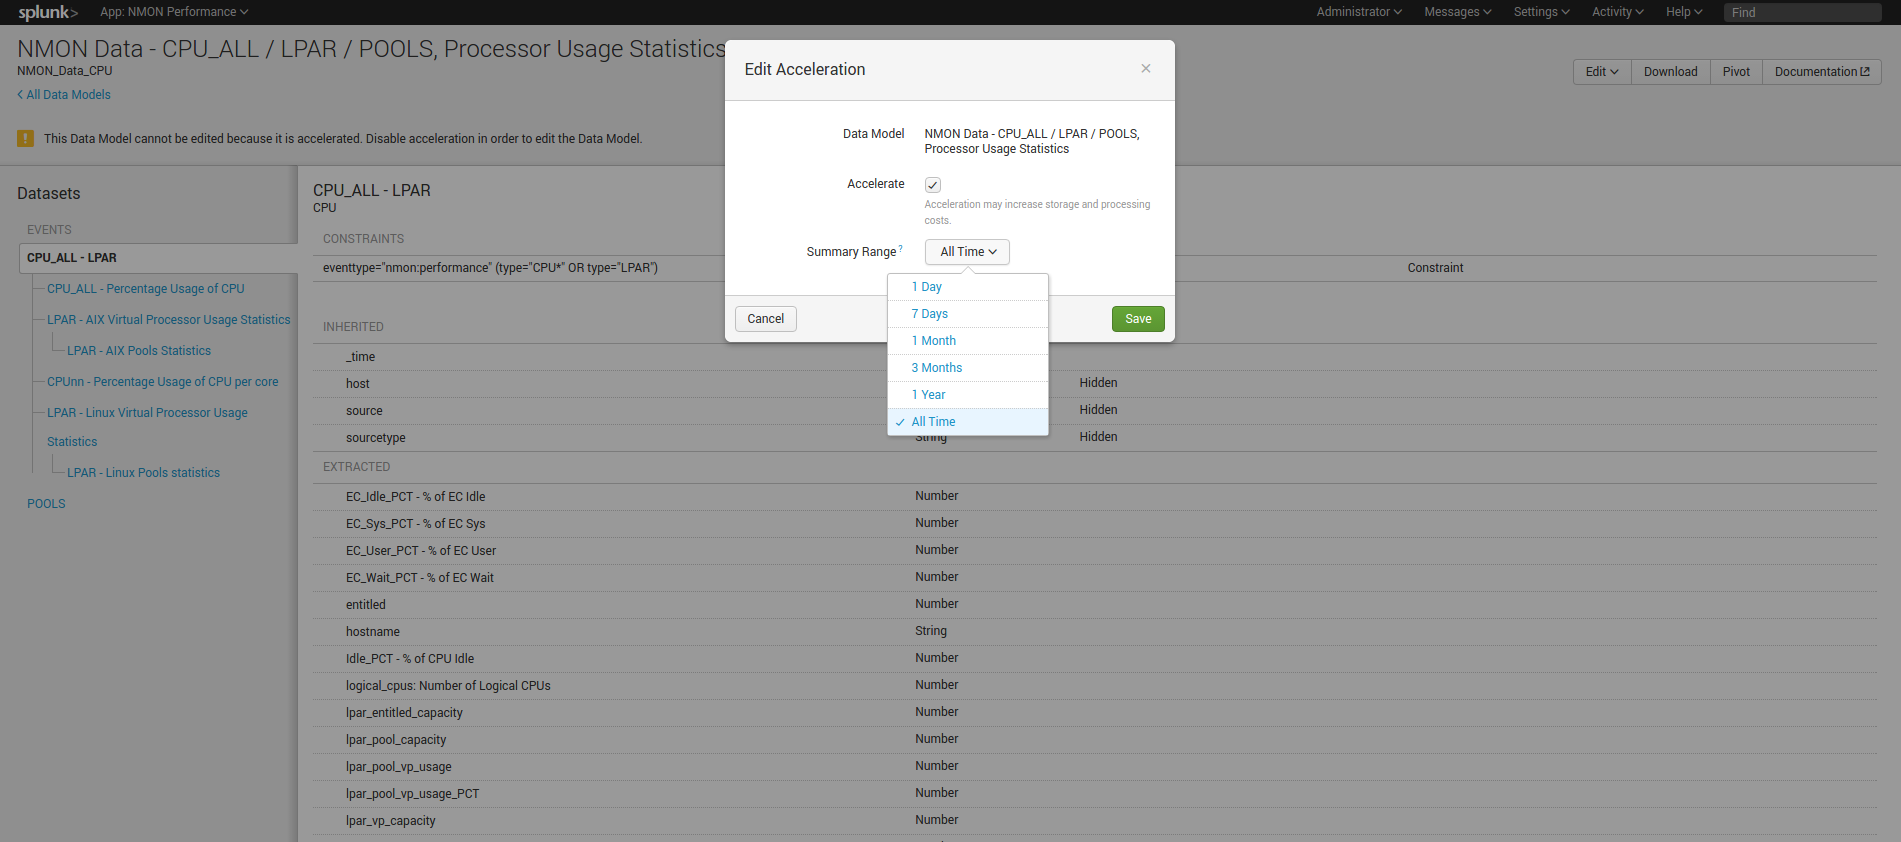 splunk> App: NMON Performance Administrator Messages Settings Activity Help Find
NMON Data - CPU_ALL / LPAR / POOLS, Processor Usage Statistics
NMON_Data_CPU
All Data Models
Edit Download Pivot Documentation
This Data Model cannot be edited because it is accelerated. Disable acceleration in order to edit the Data Model.
Edit Acceleration
Data Model NMON Data - CPU_ALL / LPAR / POOLS,
Processor Usage Statistics
Accelerate
Acceleration may increase storage and processing
costs.
Summary Range ? All Time
1 Day
7 Days
1 Month
3 Months
1 Year
All Time
Cancel Save
Datasets
EVENTS
CPU_ALL - LPAR
CPU_ALL - Percentage Usage of CPU
LPAR - AIX Virtual Processor Usage Statistics
LPAR - AIX Pools Statistics
CPUnn - Percentage Usage of CPU per core
LPAR - Linux Virtual Processor Usage
Statistics
LPAR - Linux Pools statistics
POOLS
CPU_ALL - LPAR
CPU
CONSTRAINTS
eventtype="nmon:performance" (type="CPU*" OR type="LPAR") Constraint
INHERITED
_time
host Hidden
source Hidden
sourcetype String Hidden
EXTRACTED
EC_Idle_PCT - % of EC Idle Number
EC_Sys_PCT - % of EC Sys Number
EC_User_PCT - % of EC User Number
EC_Wait_PCT - % of EC Wait Number
entitled Number
hostname String
Idle_PCT - % of CPU Idle Number
logical_cpus: Number of Logical CPUs Number
lpar_entitled_capacity Number
lpar_pool_capacity Number
lpar_pool_vp_usage Number
lpar_pool_vp_usage_PCT Number
lpar_vp_capacity Number